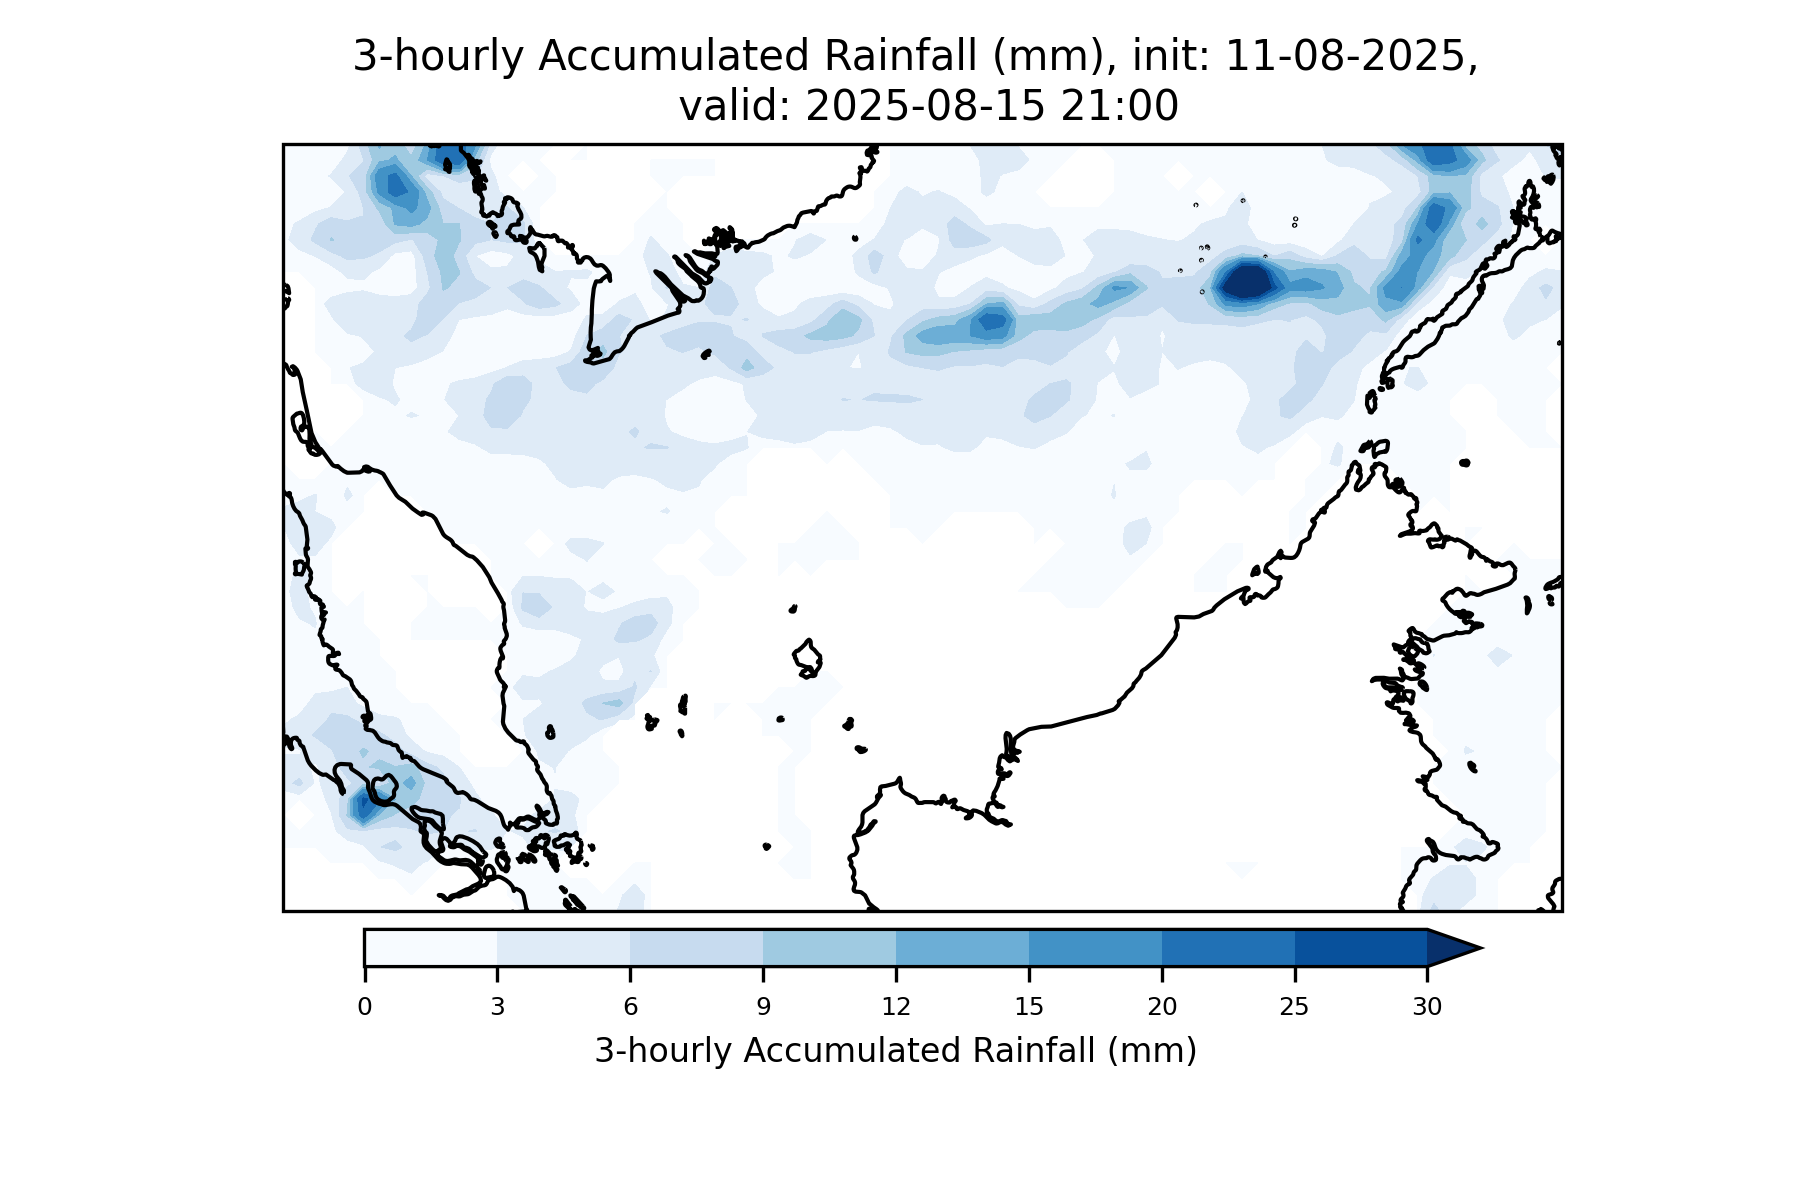 3-hourly Accumulated Rainfall (mm), init: 11-08-2025,
valid: 2025-08-15 21:00
0 3 6 9 12 15 20 25 30
3-hourly Accumulated Rainfall (mm)